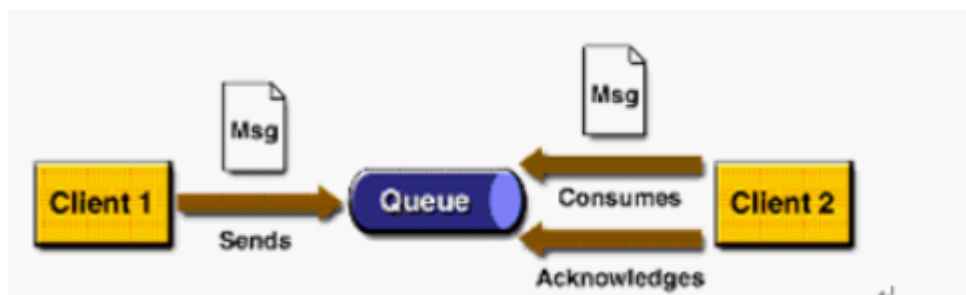 Msg
Msg
Client 1
Queue
Consumes
Client 2
Sends
Acknowledges